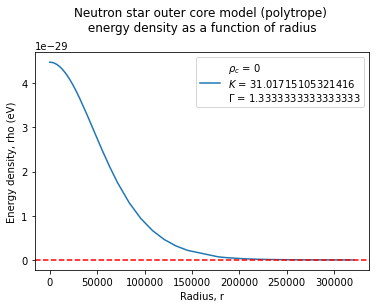 Neutron star outer core model (polytrope)
energy density as a function of radius
1e−29
ρc = 0
K = 31.01715105321416
Γ = 1.3333333333333333
4
3
2
1
0
Energy density, rho (eV)
0 50000 100000 150000 200000 250000 300000
Radius, r